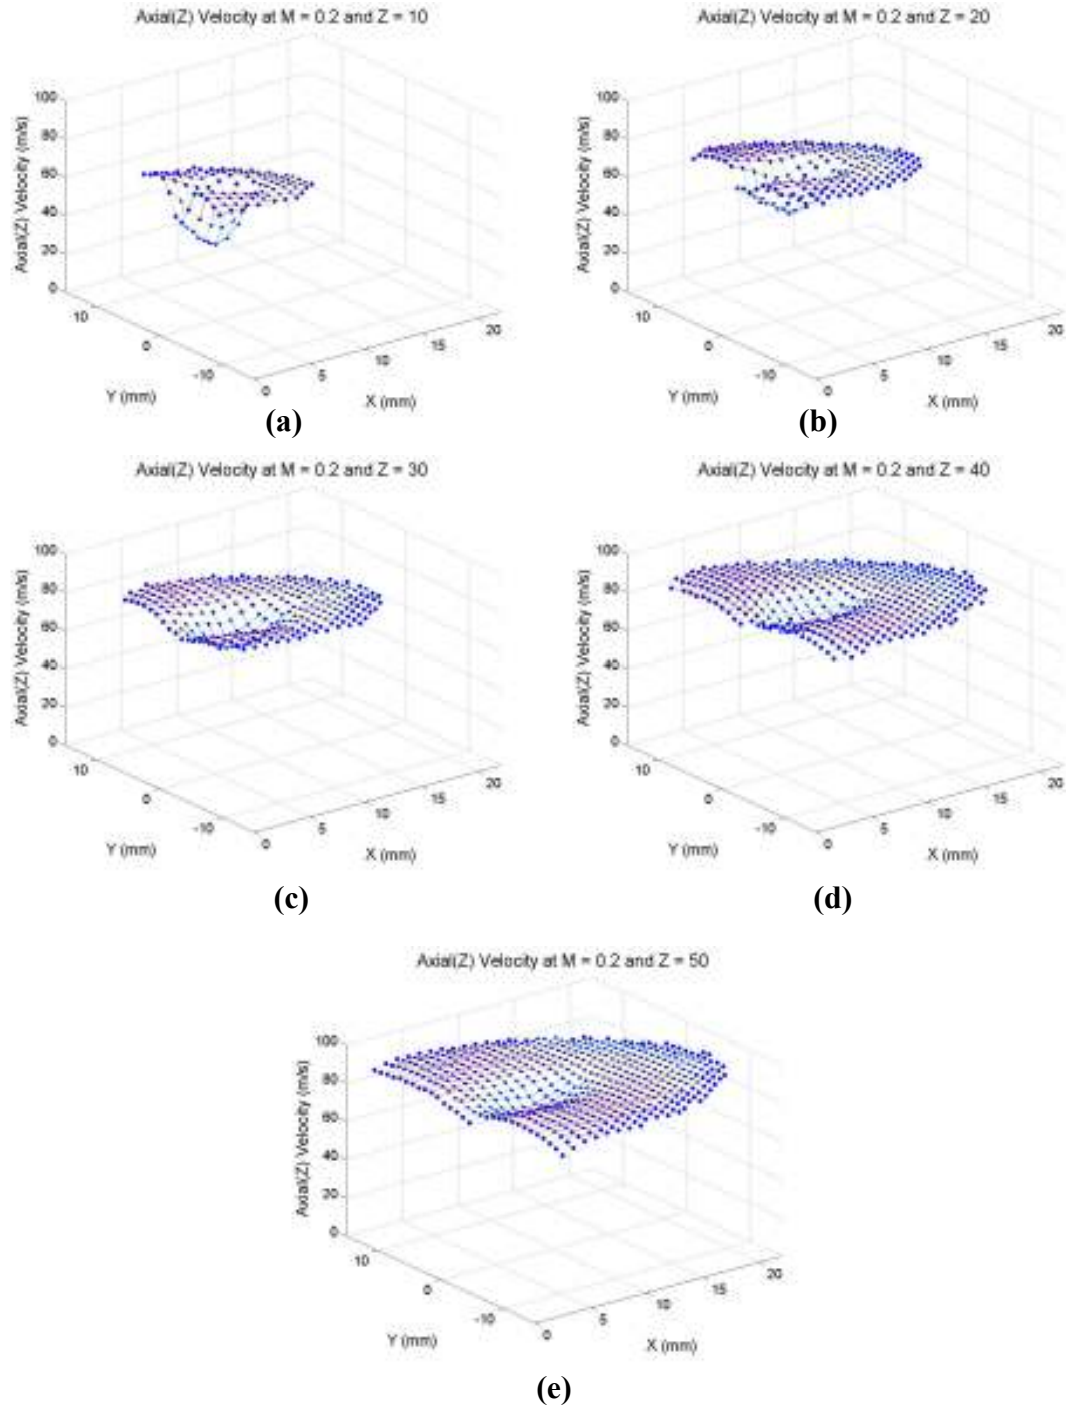 Axial(Z) Velocity at M = 0.2 and Z = 10
Axial(Z) Velocity (m/s)
100
80
60
40
20
0
10
0
-10
Y (mm)
0
5
10
15
20
X (mm)
(a)
Axial(Z) Velocity at M = 0.2 and Z = 20
Axial(Z) Velocity (m/s)
100
80
60
40
20
0
10
0
-10
Y (mm)
0
5
10
15
20
X (mm)
(b)
Axial(Z) Velocity at M = 0.2 and Z = 30
Axial(Z) Velocity (m/s)
100
80
60
40
20
0
10
0
-10
Y (mm)
0
5
10
15
20
X (mm)
(c)
Axial(Z) Velocity at M = 0.2 and Z = 40
Axial(Z) Velocity (m/s)
100
80
60
40
20
0
10
0
-10
Y (mm)
0
5
10
15
20
X (mm)
(d)
Axial(Z) Velocity at M = 0.2 and Z = 50
Axial(Z) Velocity (m/s)
100
80
60
40
20
0
10
0
-10
Y (mm)
0
5
10
15
20
X (mm)
(e)